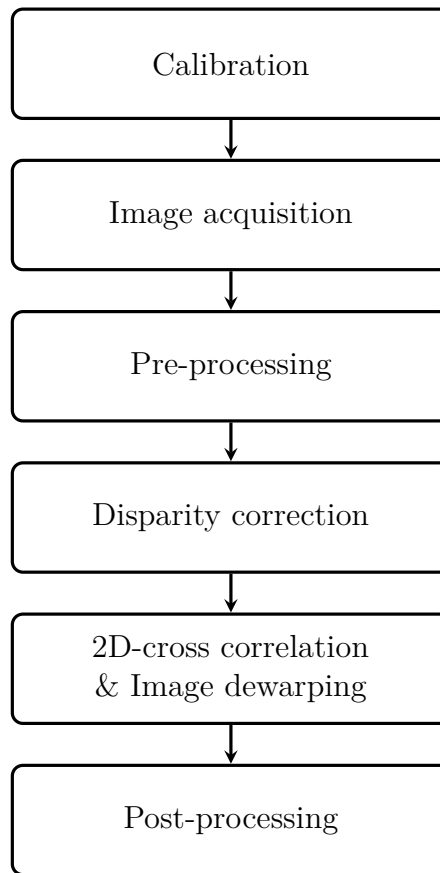 Calibration
Image acquisition
Pre-processing
Disparity correction
2D-cross correlation
& Image dewarping
Post-processing